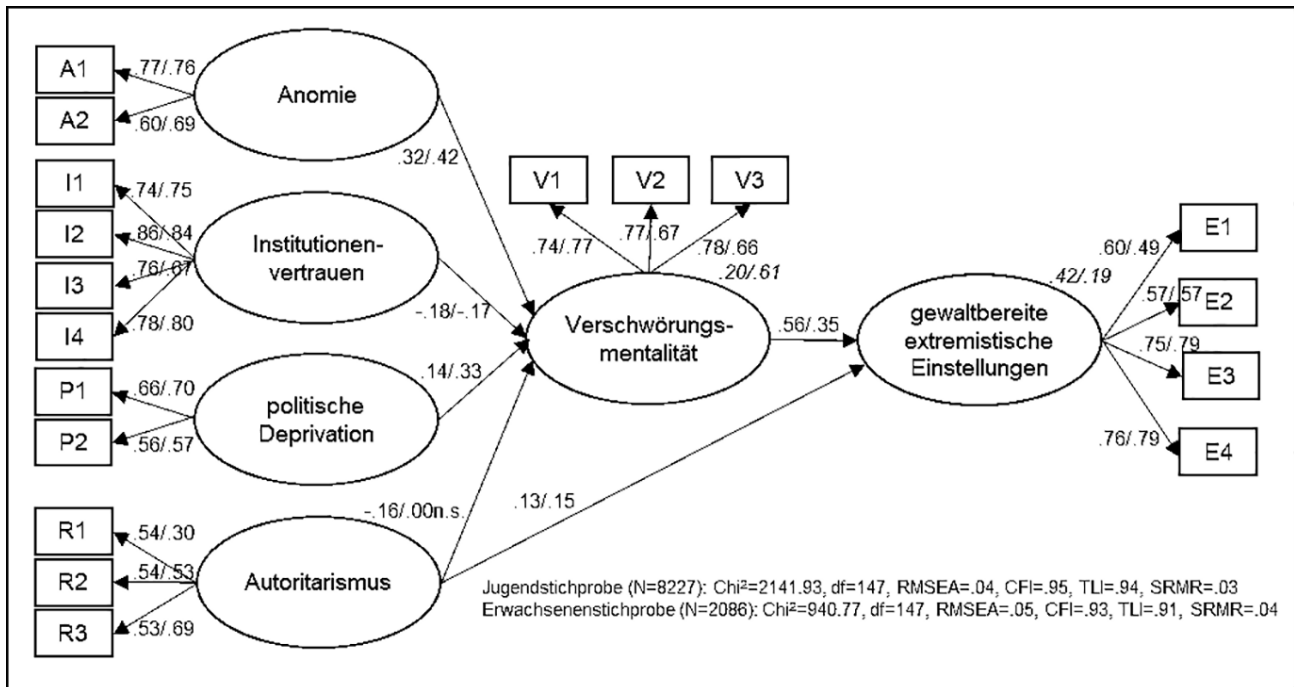 A1
.77/.76
A2
.60/.69
Anomie
.32/.42
I1
.74/.75
I2
.86/.84
I3
.76/.67
I4
.78/.80
Institutionen-
vertrauen
-.18/-.17
P1
.66/.70
P2
.56/.57
politische
Deprivation
.14/.33
R1
.54/.30
R2
.54/.53
R3
.53/.69
Autoritarismus
-.16/.00n.s.
.13/.15
V1
V2
V3
.74/.77
.77/.67
.78/.66
.20/.61
Verschwörungs-
mentalität
.56/.35
.42/.19
gewaltbereite
extremistische
Einstellungen
E1
.60/.49
E2
.57/.57
E3
.75/.79
E4
.76/.79
Jugendstichprobe (N=8227): Chi²=2141.93, df=147, RMSEA=.04, CFI=.95, TLI=.94, SRMR=.03
Erwachsenenstichprobe (N=2086): Chi²=940.77, df=147, RMSEA=.05, CFI=.93, TLI=.91, SRMR=.04